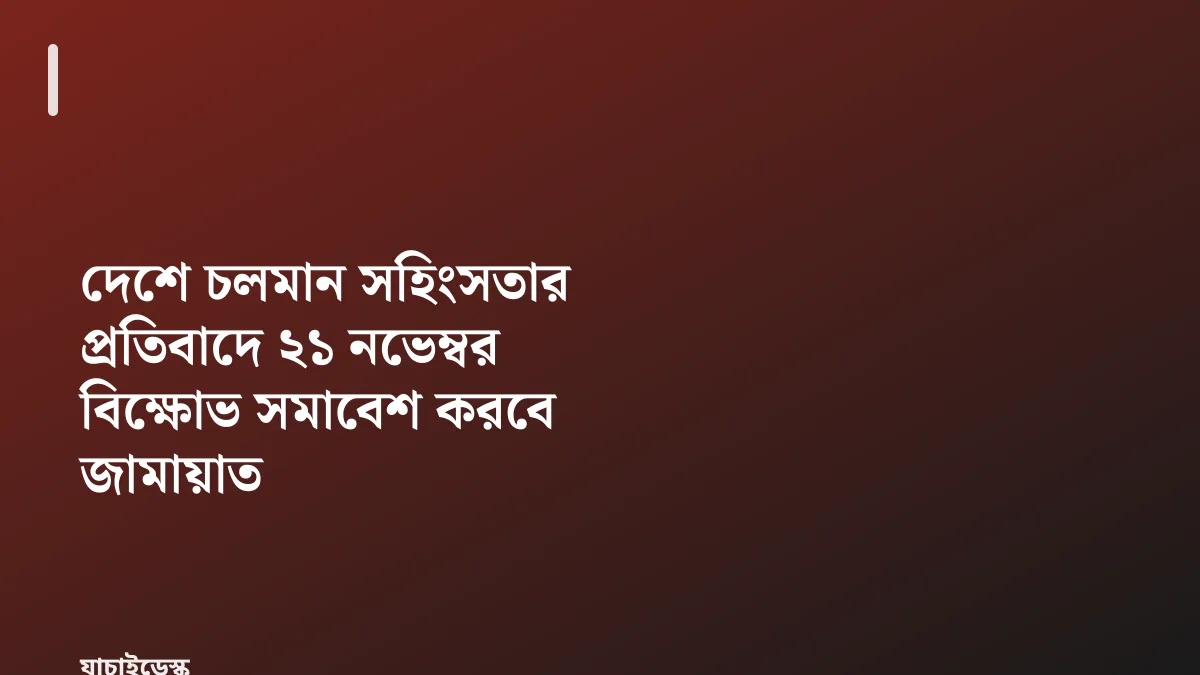 দেশে চলমান সহিংসতার
প্রতিবাদে ২১ নভেম্বর
বিক্ষোভ সমাবেশ করবে
জামায়াত
যাচাইডেস্ক